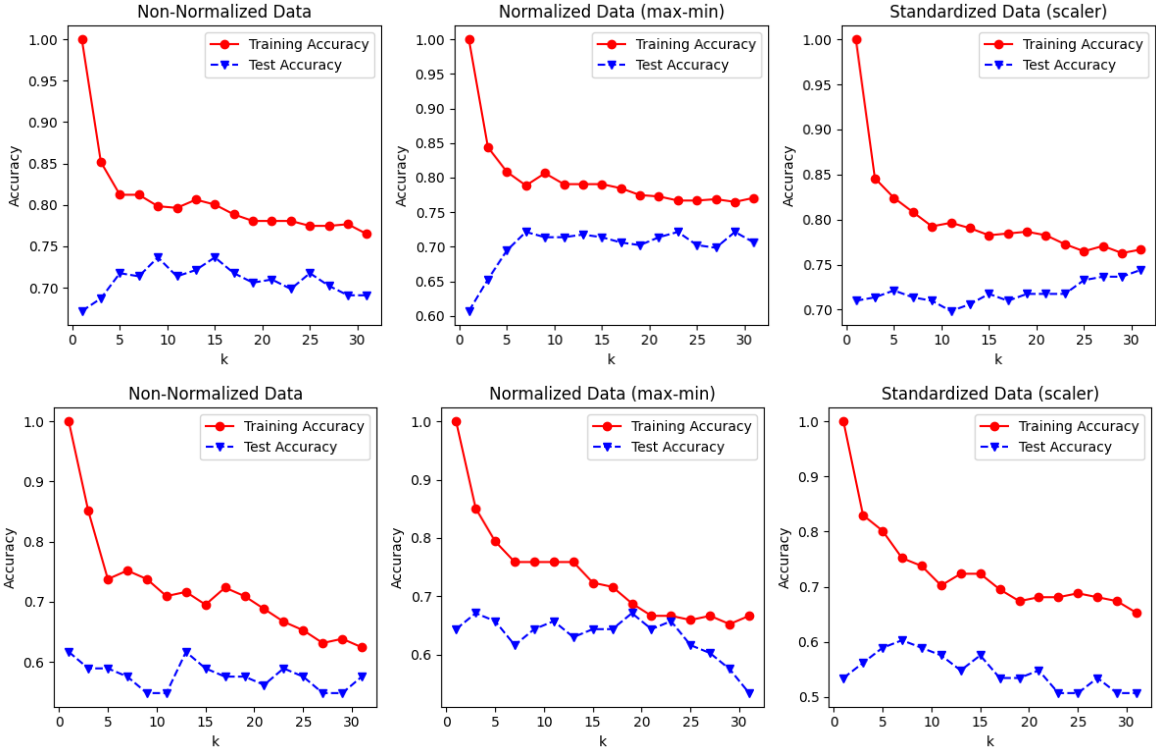 Non-Normalized Data
1.00
0.95
0.90
0.85
0.80
0.75
0.70
Accuracy
Training Accuracy
Test Accuracy
0 5 10 15 20 25 30
k
Normalized Data (max-min)
1.00
0.95
0.90
0.85
0.80
0.75
0.70
0.65
0.60
Accuracy
Training Accuracy
Test Accuracy
0 5 10 15 20 25 30
k
Standardized Data (scaler)
1.00
0.95
0.90
0.85
0.80
0.75
0.70
Accuracy
Training Accuracy
Test Accuracy
0 5 10 15 20 25 30
k
Non-Normalized Data
1.0
0.9
0.8
0.7
0.6
Accuracy
Training Accuracy
Test Accuracy
0 5 10 15 20 25 30
k
Normalized Data (max-min)
1.0
0.9
0.8
0.7
0.6
Accuracy
Training Accuracy
Test Accuracy
0 5 10 15 20 25 30
k
Standardized Data (scaler)
1.0
0.9
0.8
0.7
0.6
0.5
Accuracy
Training Accuracy
Test Accuracy
0 5 10 15 20 25 30
k